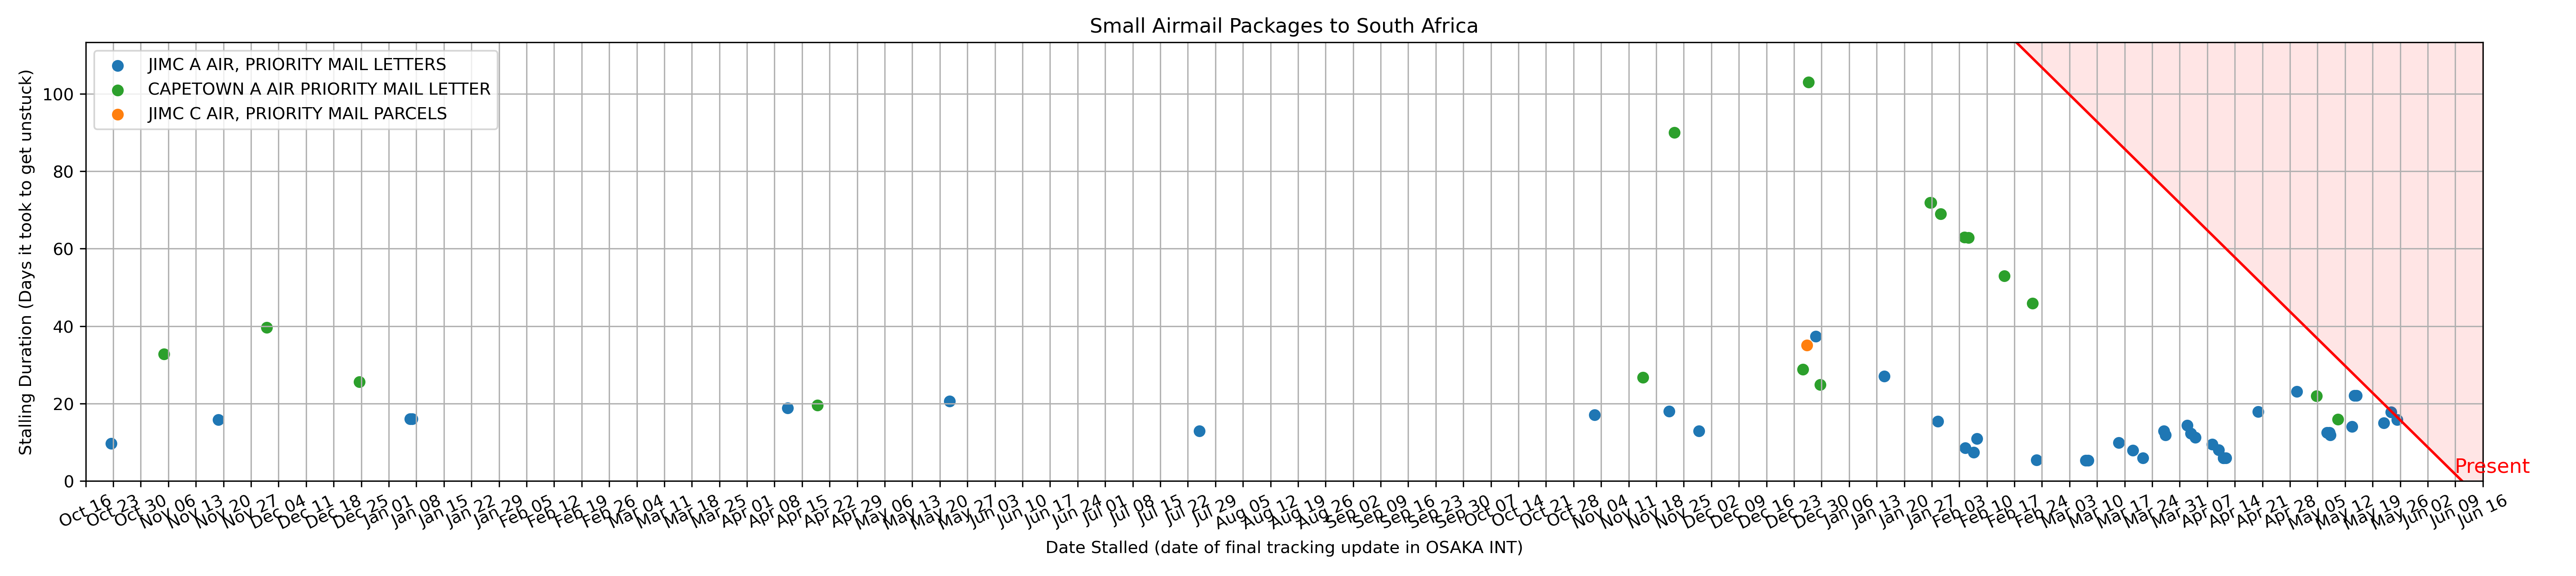 Small Airmail Packages to South Africa
JIMC A AIR, PRIORITY MAIL LETTERS
CAPETOWN A AIR PRIORITY MAIL LETTER
JIMC C AIR, PRIORITY MAIL PARCELS
Stalling Duration (Days it took to get unstuck)
100
80
60
40
20
0
Present
Oct 16 Oct 23 Oct 30 Nov 06 Nov 13 Nov 20 Nov 27 Dec 04 Dec 11 Dec 18 Dec 25 Jan 01 Jan 08 Jan 15 Jan 22 Jan 29 Feb 05 Feb 12 Feb 19 Feb 26 Mar 04 Mar 11 Mar 18 Mar 25 Apr 01 Apr 08 Apr 15 Apr 22 Apr 29 May 06 May 13 May 20 May 27 Jun 03 Jun 10 Jun 17 Jun 24 Jul 01 Jul 08 Jul 15 Jul 22 Jul 29 Aug 05 Aug 12 Aug 19 Aug 26 Sep 02 Sep 09 Sep 16 Sep 23 Sep 30 Oct 07 Oct 14 Oct 21 Oct 28 Nov 04 Nov 11 Nov 18 Nov 25 Dec 02 Dec 09 Dec 16 Dec 23 Dec 30 Jan 06 Jan 13 Jan 20 Jan 27 Feb 03 Feb 10 Feb 17 Feb 24 Mar 03 Mar 10 Mar 17 Mar 24 Mar 31 Apr 07 Apr 14 Apr 21 Apr 28 May 05 May 12 May 19 May 26 Jun 02 Jun 09 Jun 16
Date Stalled (date of final tracking update in OSAKA INT)